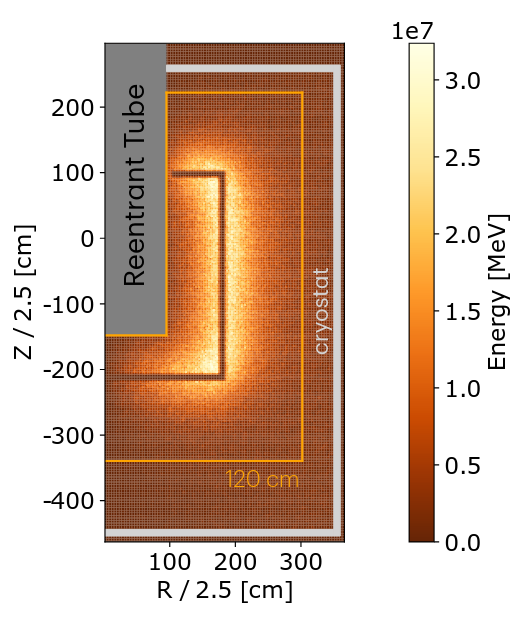 1e7
3.0
2.5
2.0
1.5
1.0
0.5
0.0
Energy [MeV]
200
100
0
-100
-200
-300
-400
Z / 2.5 [cm]
Reentrant Tube
cryostat
120 cm
100 200 300
R / 2.5 [cm]